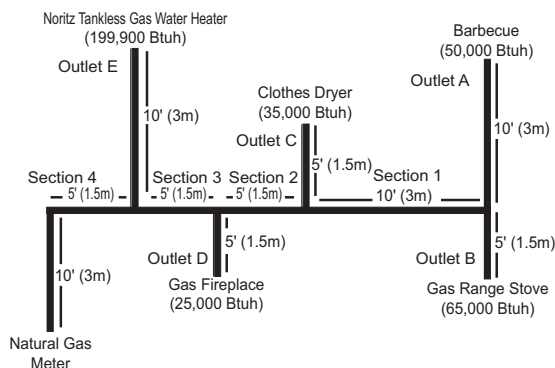 Noritz Tankless Gas Water Heater
(199,900 Btuh)
Outlet E
10' (3m)
Barbecue
(50,000 Btuh)
Outlet A
10' (3m)
Clothes Dryer
(35,000 Btuh)
Outlet C
5' (1.5m)
Section 4
5' (1.5m)
Section 3
5' (1.5m)
Section 2
5' (1.5m)
Section 1
10' (3m)
10' (3m)
Natural Gas
Meter
Outlet D
5' (1.5m)
Gas Fireplace
(25,000 Btuh)
Outlet B
5' (1.5m)
Gas Range Stove
(65,000 Btuh)